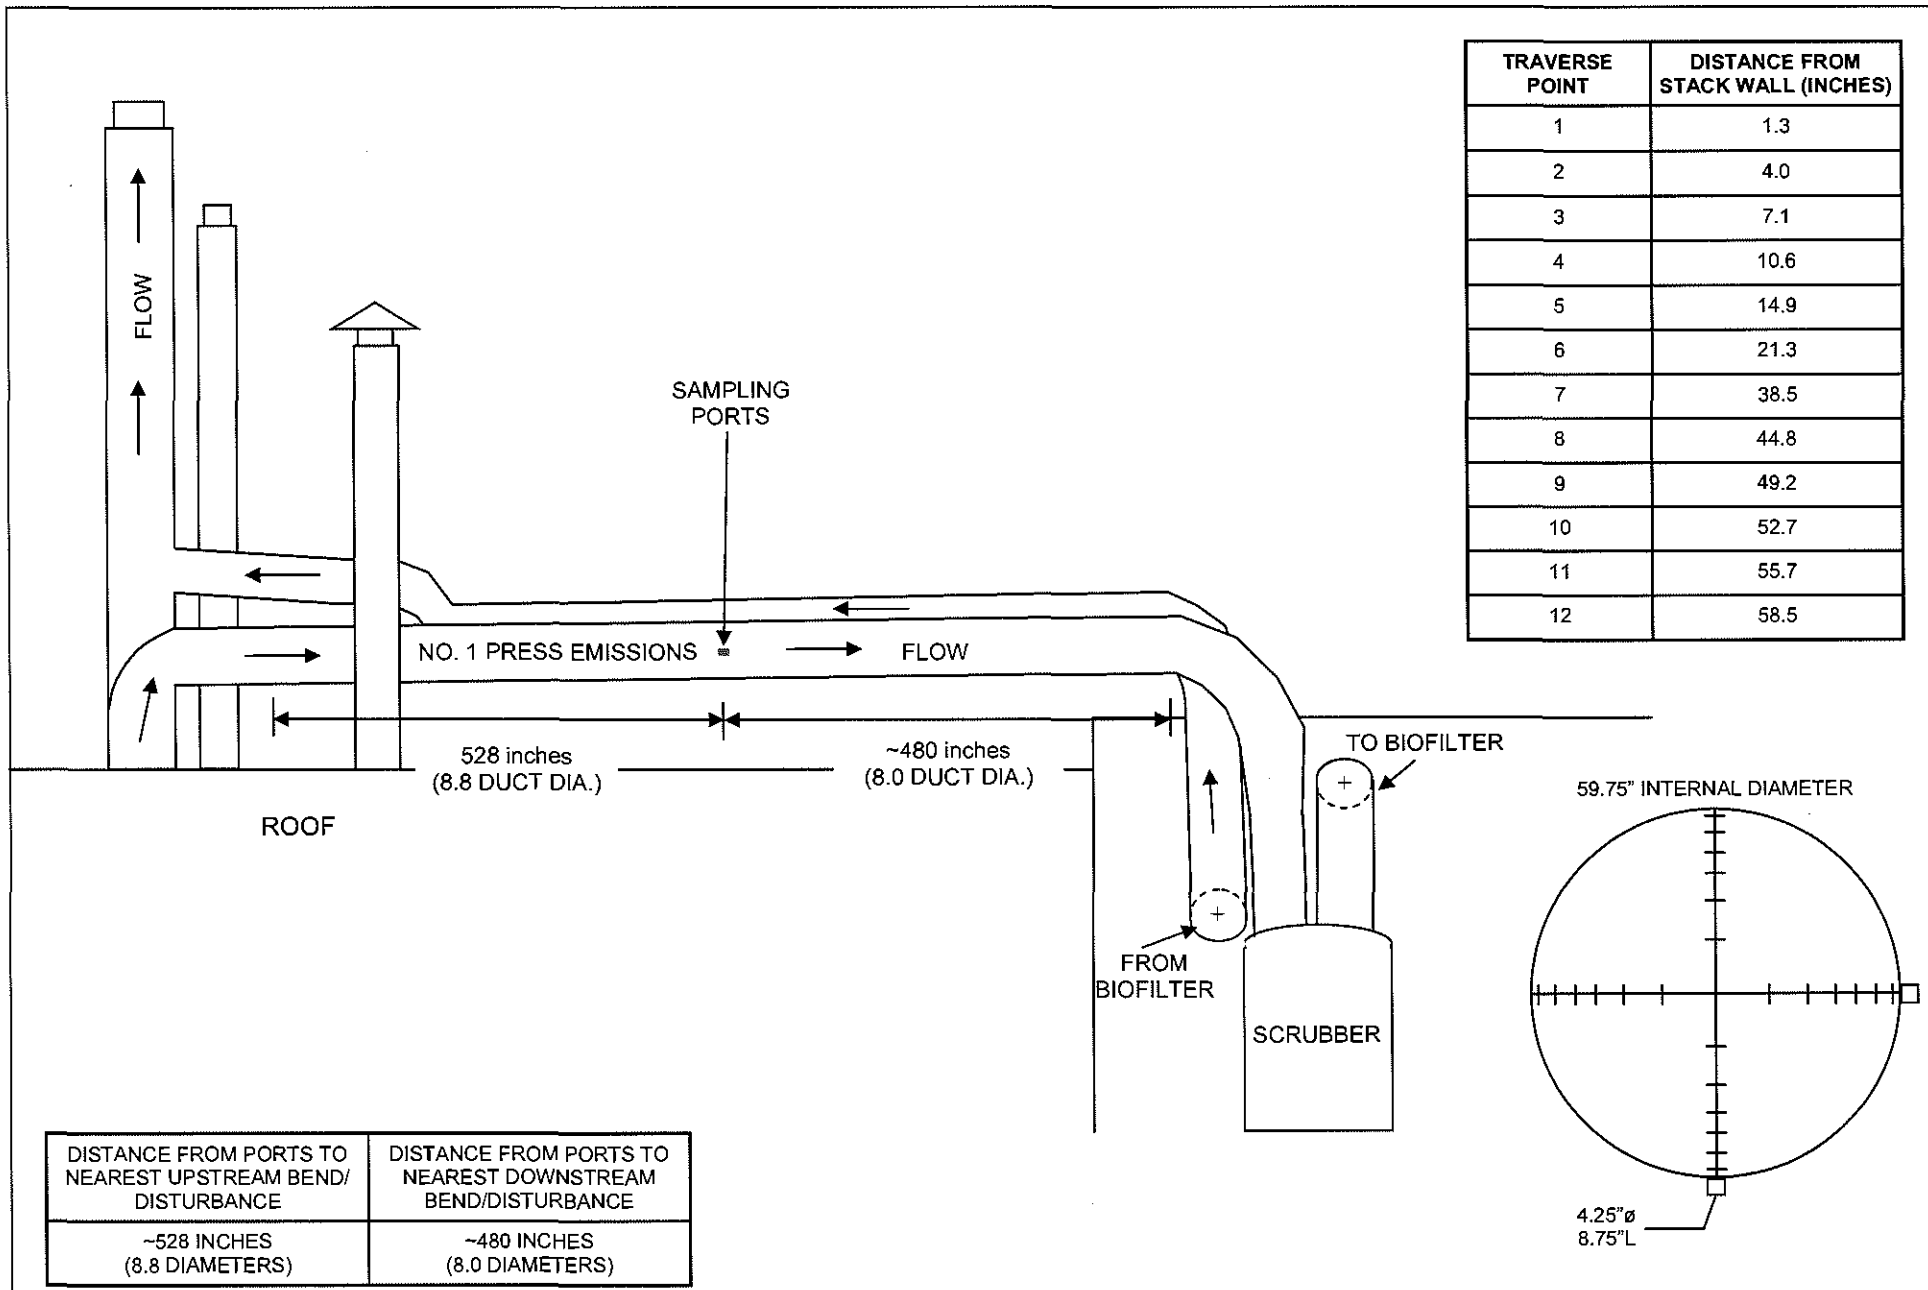 TRAVERSE POINT | DISTANCE FROM STACK WALL (INCHES)
1 | 1.3
2 | 4.0
3 | 7.1
4 | 10.6
5 | 14.9
6 | 21.3
7 | 38.5
8 | 44.8
9 | 49.2
10 | 52.7
11 | 55.7
12 | 58.5
FLOW
SAMPLING
PORTS
NO. 1 PRESS EMISSIONS
FLOW
528 inches
(8.8 DUCT DIA.)
~480 inches
(8.0 DUCT DIA.)
TO BIOFILTER
ROOF
59.75" INTERNAL DIAMETER
FROM
BIOFILTER
SCRUBBER
4.25"ø
8.75"L
DISTANCE FROM PORTS TO NEAREST UPSTREAM BEND/ DISTURBANCE | DISTANCE FROM PORTS TO NEAREST DOWNSTREAM BEND/DISTURBANCE
~528 INCHES (8.8 DIAMETERS) | ~480 INCHES (8.0 DIAMETERS)